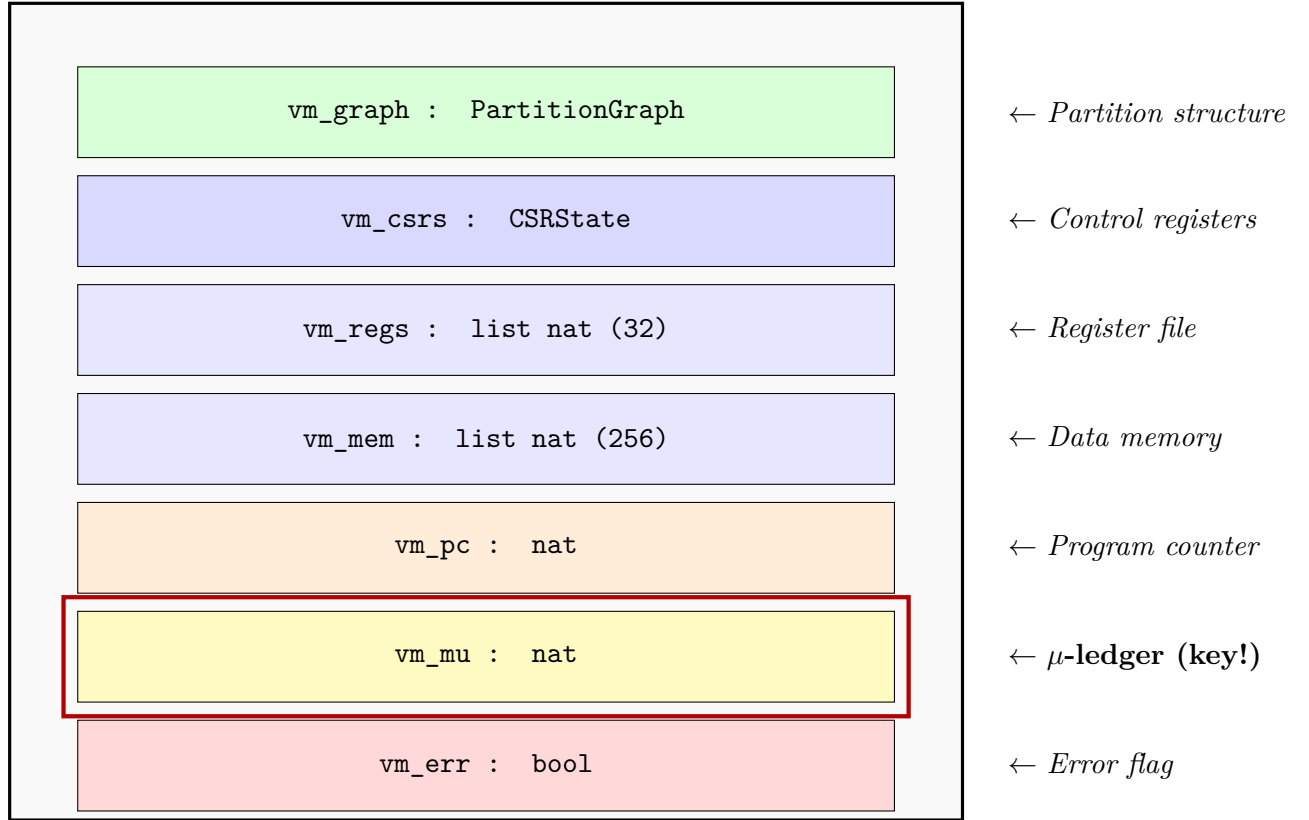 vm_graph : PartitionGraph ← Partition structure
vm_csrs : CSRState ← Control registers
vm_regs : list nat (32) ← Register file
vm_mem : list nat (256) ← Data memory
vm_pc : nat ← Program counter
vm_mu : nat ← μ-ledger (key!)
vm_err : bool ← Error flag